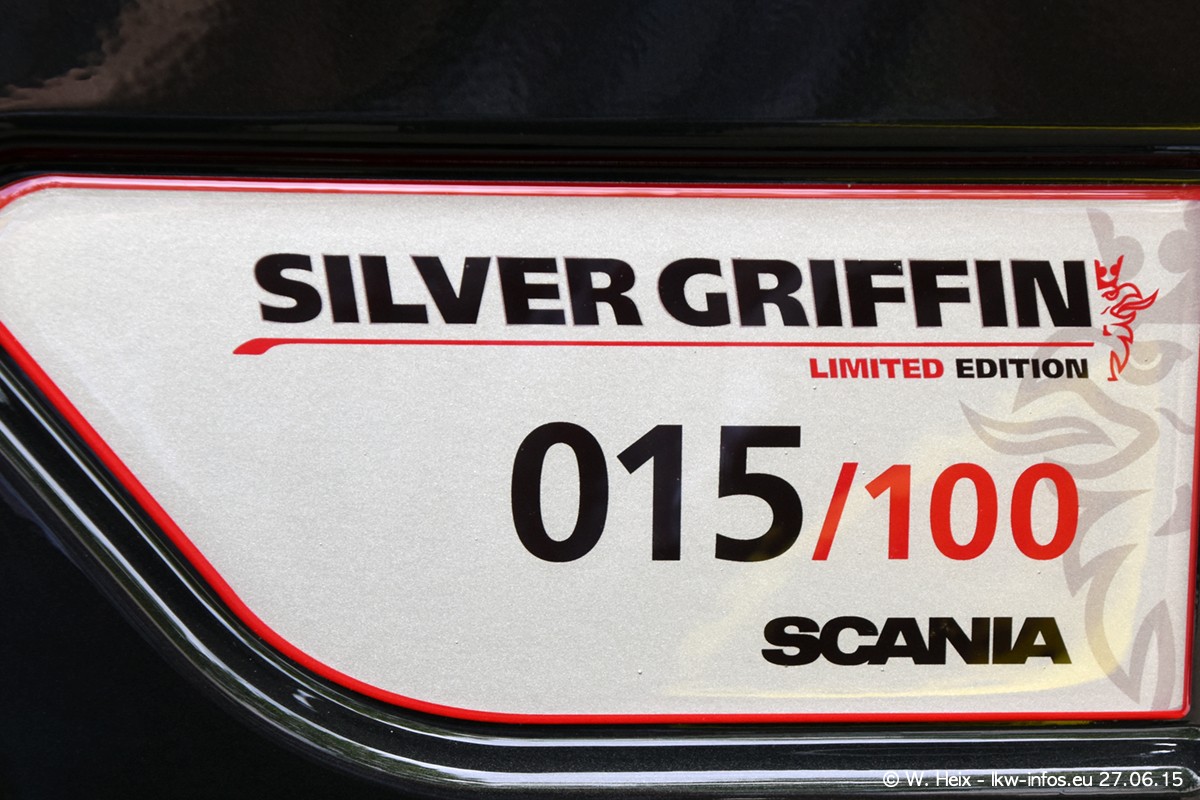 SILVER GRIFFIN
LIMITED EDITION
015/100
SCANIA
© W. Heix - lkw-infos.eu 27.06.15